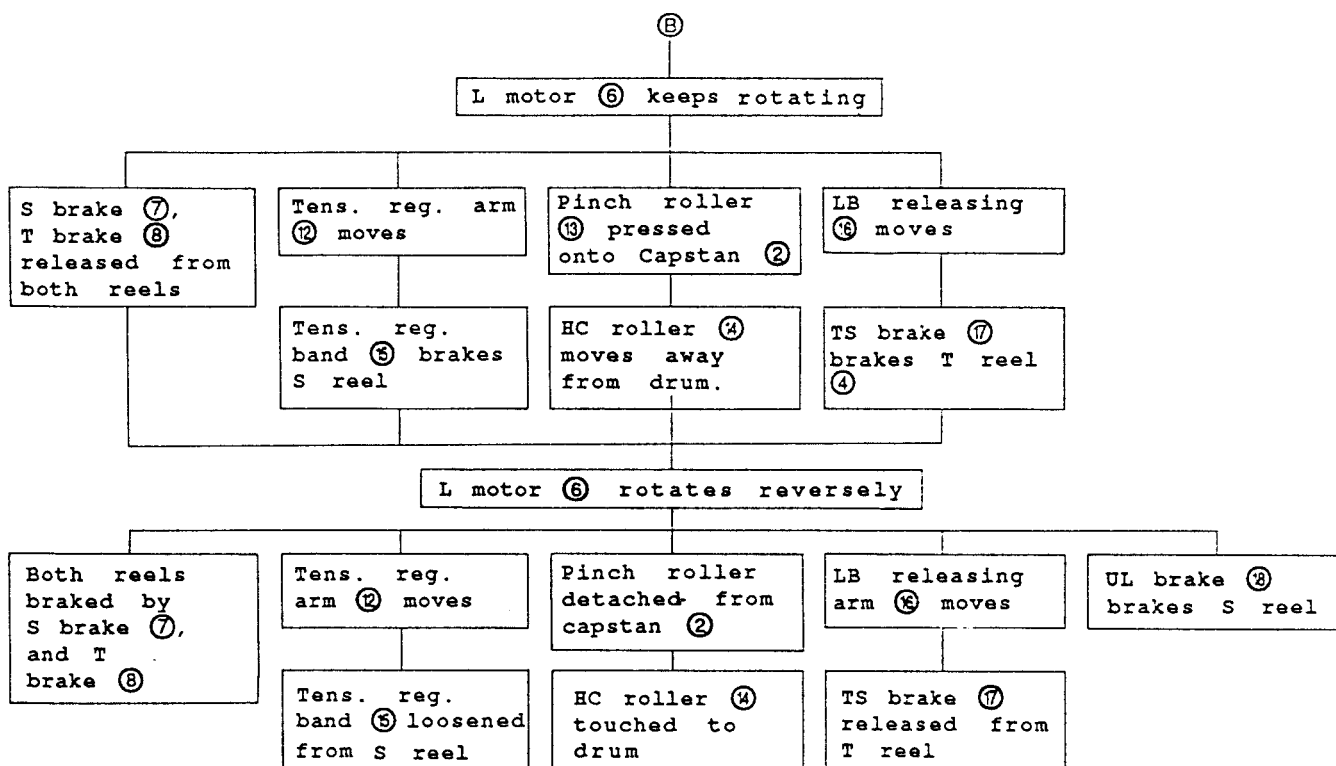 Ⓑ
L motor ⑥ keeps rotating
S brake ⑦,
T brake ⑧
released from
both reels
Tens. reg. arm
⑫ moves
Pinch roller
⑬ pressed
onto Capstan ②
LB releasing
⑯ moves
Tens. reg.
band ⑮ brakes
S reel
HC roller ⑭
moves away
from drum.
TS brake ⑰
brakes T reel
④
L motor ⑥ rotates reversely
Both reels
braked by
S brake ⑦,
and T
brake ⑧
Tens. reg.
arm ⑫ moves
Pinch roller
detached from
capstan ②
LB releasing
arm ⑯ moves
UL brake ⑱
brakes S reel
Tens. reg.
band ⑮ loosened
from S reel
HC roller ⑭
touched to
drum
TS brake ⑰
released from
T reel